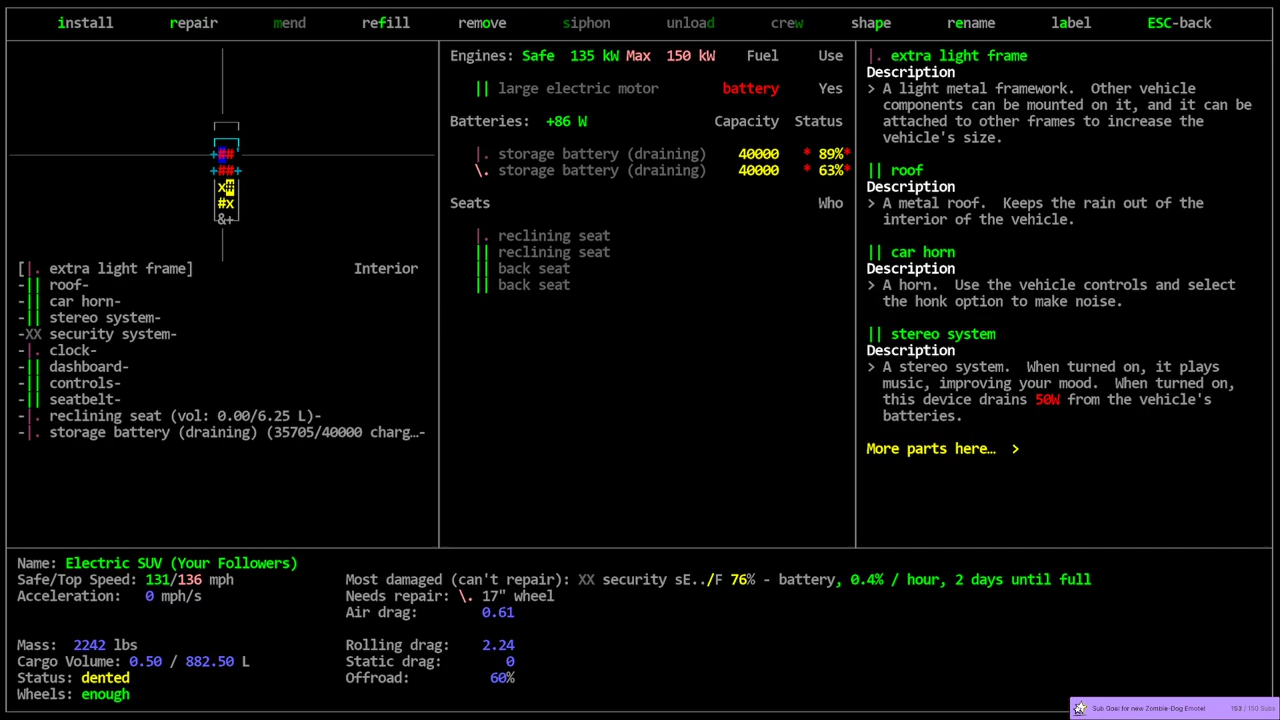 install repair mend refill remove siphon unload crew shape rename label ESC-back
Engines: Safe 135 kW Max 150 kW Fuel Use
|| large electric motor battery Yes
Batteries: +86 W Capacity Status
|. storage battery (draining) 40000 * 89%*
\. storage battery (draining) 40000 * 63%*
Seats Who
|. reclining seat
|| reclining seat
|| back seat
|| back seat
+##
+##+
x#
#x
&+
[|. extra light frame] Interior
-|| roof-
-|| car horn-
-|| stereo system-
-XX security system-
-|. clock-
-|| dashboard-
-|| controls-
-|| seatbelt-
-|. reclining seat (vol: 0.00/6.25 L)-
-|. storage battery (draining) (35705/40000 charg…-
|. extra light frame
Description
> A light metal framework. Other vehicle
components can be mounted on it, and it can be
attached to other frames to increase the
vehicle's size.
|| roof
Description
> A metal roof. Keeps the rain out of the
interior of the vehicle.
|| car horn
Description
> A horn. Use the vehicle controls and select
the honk option to make noise.
|| stereo system
Description
> A stereo system. When turned on, it plays
music, improving your mood. When turned on,
this device drains 50W from the vehicle's
batteries.
More parts here… >
Name: Electric SUV (Your Followers)
Safe/Top Speed: 131/136 mph
Acceleration: 0 mph/s
Mass: 2242 lbs
Cargo Volume: 0.50 / 882.50 L
Status: dented
Wheels: enough
Most damaged (can't repair): XX security sE../F 76% - battery, 0.4% / hour, 2 days until full
Needs repair: \. 17" wheel
Air drag: 0.61
Rolling drag: 2.24
Static drag: 0
Offroad: 60%
Sub Goal for new Zombie-Dog Emote! 153 / 150 Subs